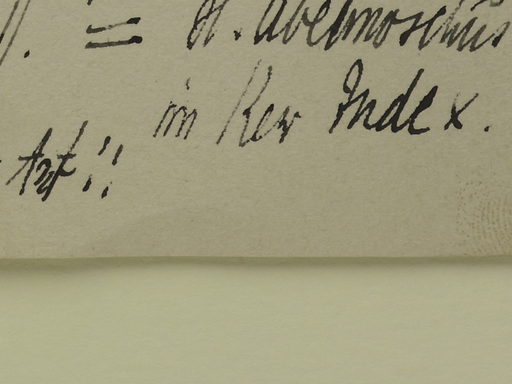 = H. abelmoschus
in Kew Index.
Art !!